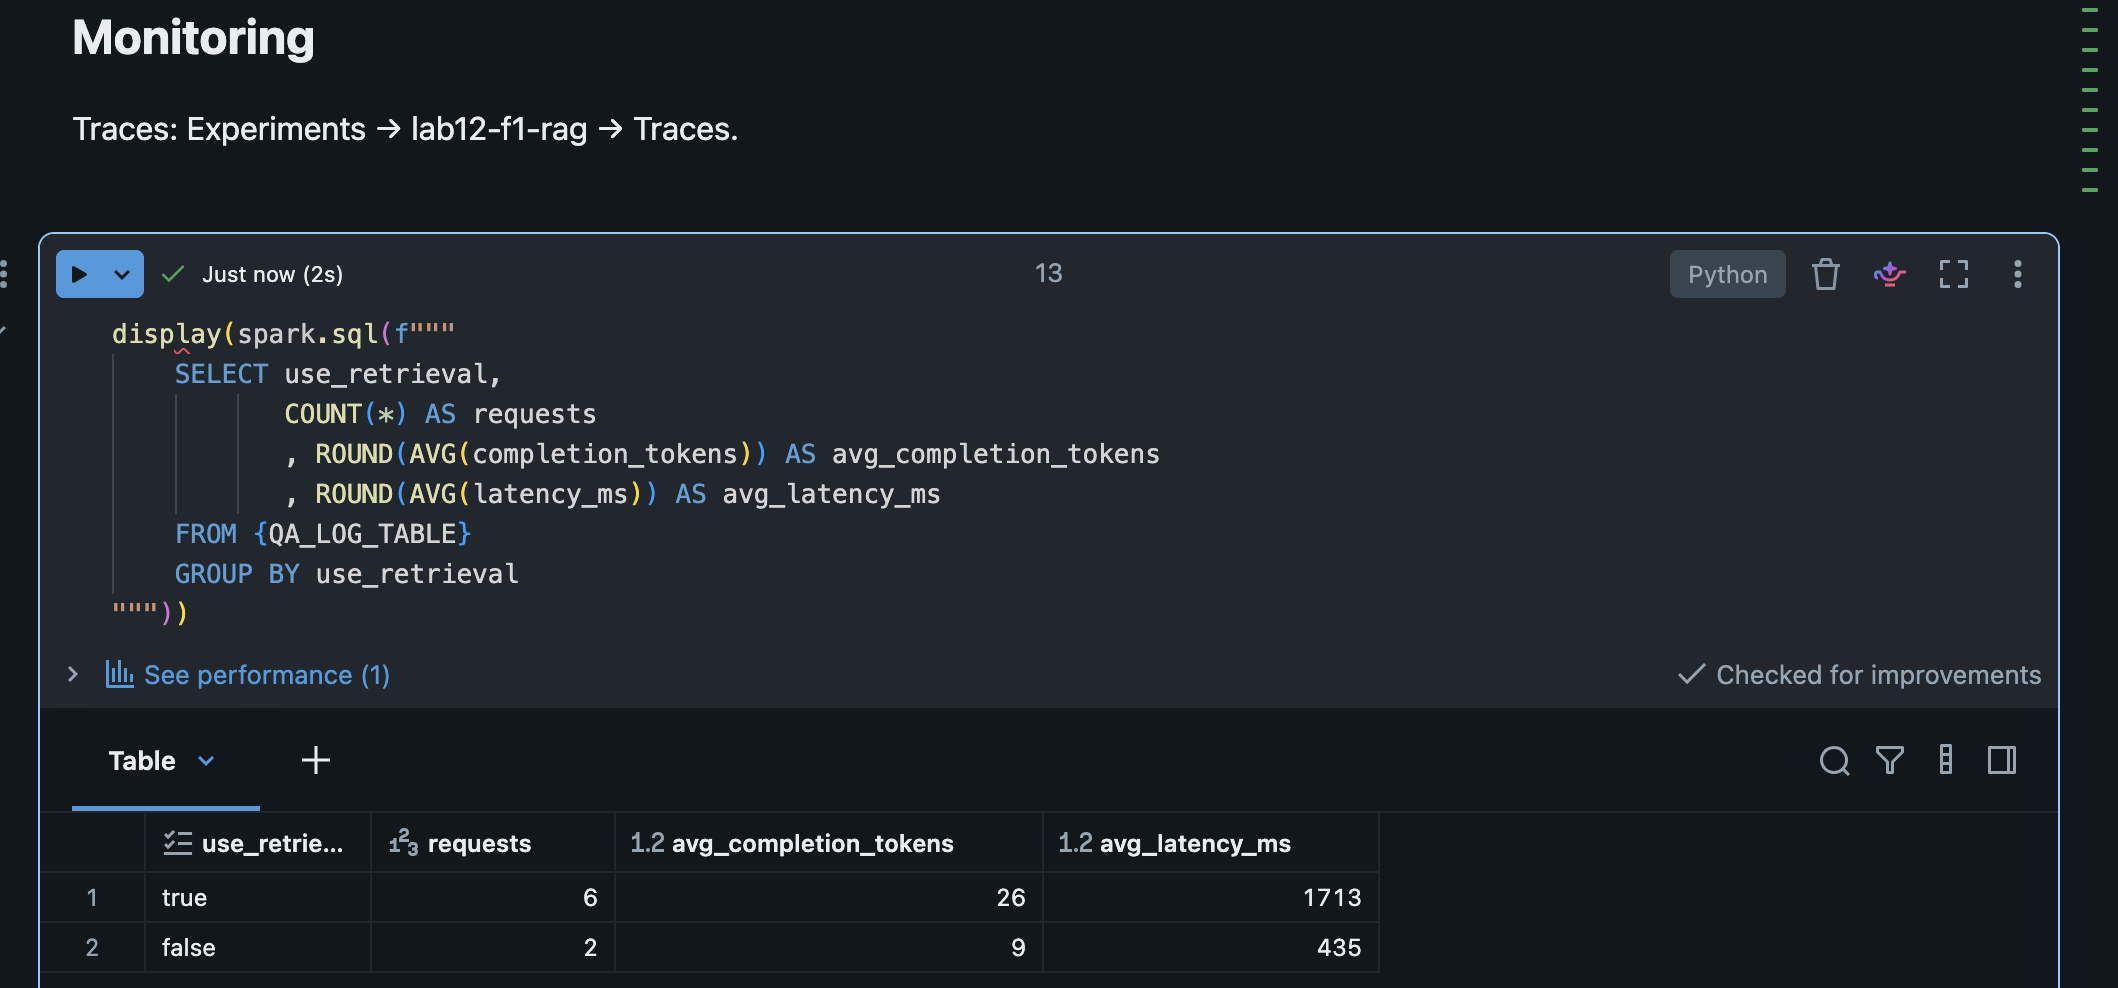 Monitoring
Traces: Experiments → lab12-f1-rag → Traces.
Just now (2s)
13
Python
display(spark.sql(f"""
SELECT use_retrieval,
COUNT(*) AS requests
, ROUND(AVG(completion_tokens)) AS avg_completion_tokens
, ROUND(AVG(latency_ms)) AS avg_latency_ms
FROM {QA_LOG_TABLE}
GROUP BY use_retrieval
"""))
See performance (1)
Checked for improvements
Table
use_retrie... 123 requests 1.2 avg_completion_tokens 1.2 avg_latency_ms
1 true 6 26 1713
2 false 2 9 435